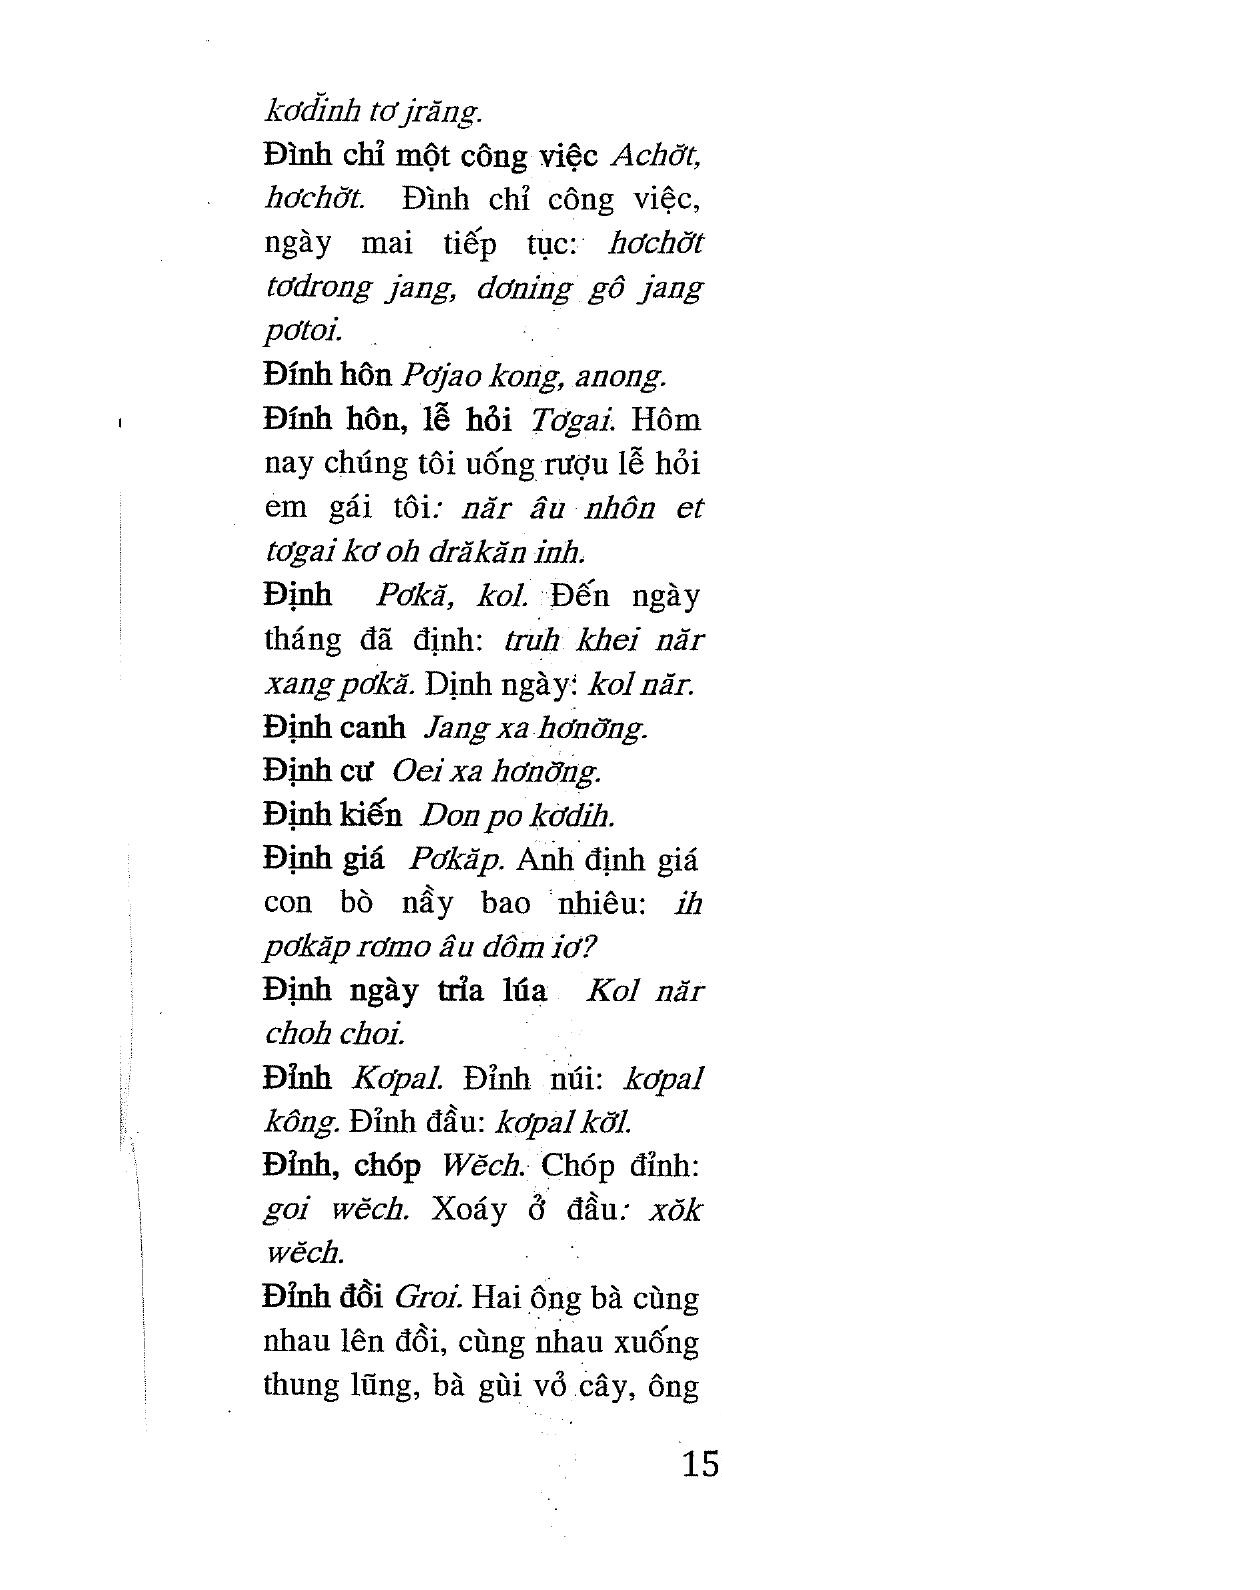 kơđĭnh tơ jrăng.
Đình chỉ một công việc Achơ̆t,
hơchơ̆t. Đình chỉ công việc,
ngày mai tiếp tục: hơchơ̆t
tơdrong jang, dơning gô jang
pơtoi.
Đính hôn Pơjao kong, anong.
Đính hôn, lễ hỏi Tơgai. Hôm
nay chúng tôi uống rượu lễ hỏi
em gái tôi: năr âu nhôn et
tơgai kơ oh drăkăn inh.
Định Pơkă, kol. Đến ngày
tháng đã định: truh khei năr
xang pơkă. Dịnh ngày: kol năr.
Định canh Jang xa hơnơ̆ng.
Định cư Oei xa hơnơ̆ng.
Định kiến Don po kơdih.
Định giá Pơkăp. Anh định giá
con bò nầy bao nhiêu: ih
pơkăp rơmo âu dôm iơ?
Định ngày trỉa lúa Kol năr
choh choi.
Đỉnh Kơpal. Đỉnh núi: kơpal
kông. Đỉnh đầu: kơpal kơ̆l.
Đỉnh, chóp Wĕch. Chóp đỉnh:
goi wĕch. Xoáy ở đầu: xŏk
wĕch.
Đỉnh đồi Groi. Hai ông bà cùng
nhau lên đồi, cùng nhau xuống
thung lũng, bà gùi vỏ cây, ông
15